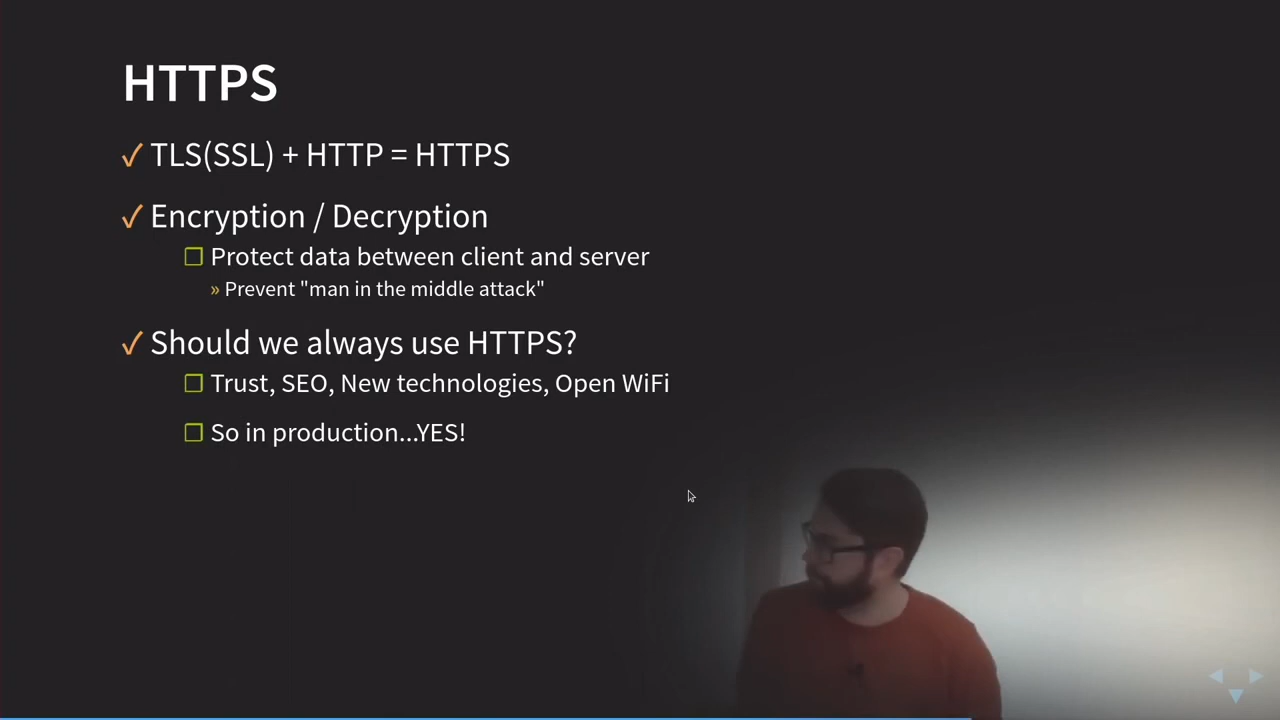 HTTPS
✓ TLS(SSL) + HTTP = HTTPS
✓ Encryption / Decryption
❐ Protect data between client and server
» Prevent "man in the middle attack"
✓ Should we always use HTTPS?
❐ Trust, SEO, New technologies, Open WiFi
❐ So in production...YES!